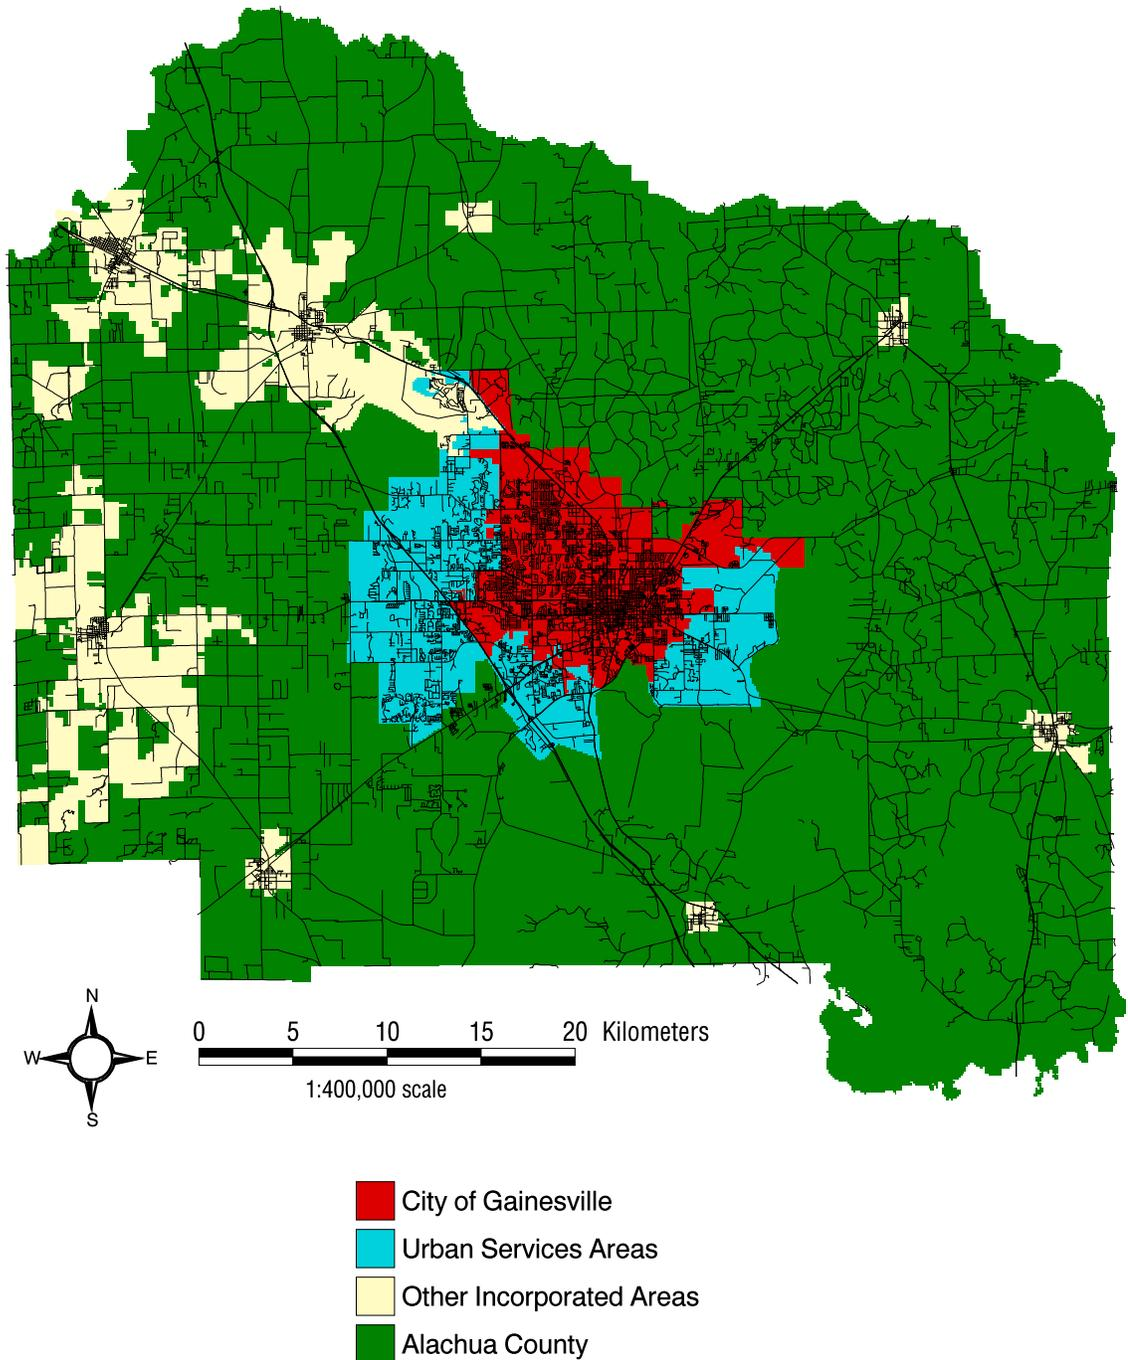 N
W E
S
0 5 10 15 20 Kilometers
1:400,000 scale
City of Gainesville
Urban Services Areas
Other Incorporated Areas
Alachua County